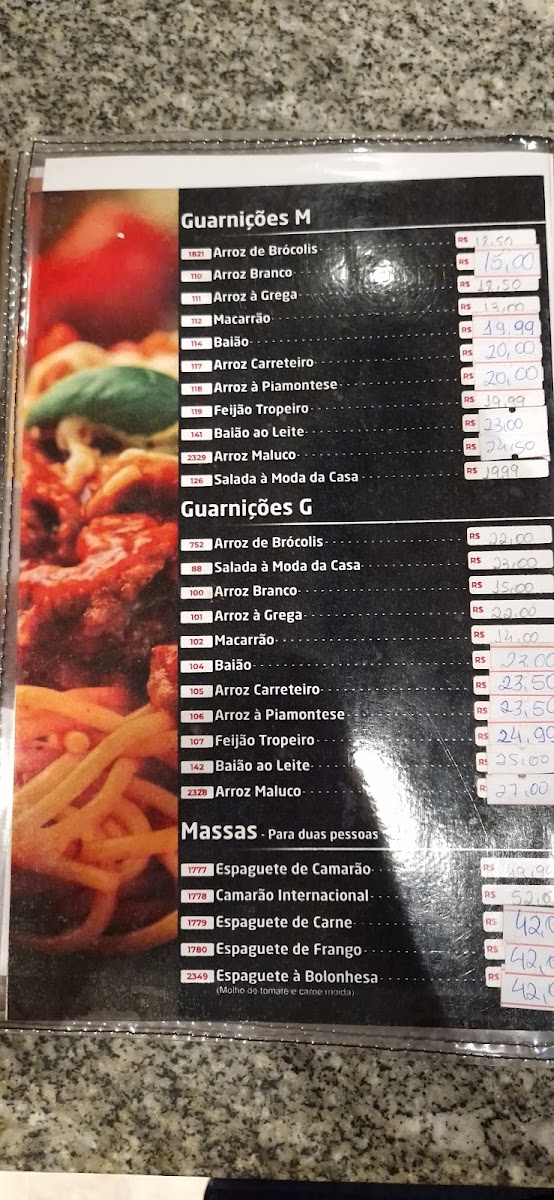 Guarnições M
1821 Arroz de Brócolis R$ 18,50
110 Arroz Branco R$ 15,00
111 Arroz à Grega R$ 18,50
112 Macarrão R$ 13,00
114 Baião R$ 19,99
117 Arroz Carreteiro R$ 20,00
118 Arroz à Piamontese R$ 20,00
119 Feijão Tropeiro R$ 19,99
141 Baião ao Leite R$ 23,00
2329 Arroz Maluco R$ 24,50
126 Salada à Moda da Casa R$ 1999
Guarnições G
752 Arroz de Brócolis R$ 22,00
88 Salada à Moda da Casa R$ 23,00
100 Arroz Branco R$ 15,00
101 Arroz à Grega R$ 22,00
102 Macarrão R$ 14,00
104 Baião R$ 23,00
105 Arroz Carreteiro R$ 23,50
106 Arroz à Piamontese R$ 23,50
107 Feijão Tropeiro R$ 24,99
142 Baião ao Leite R$ 25,00
2328 Arroz Maluco 27,00
Massas - Para duas pessoas
1777 Espaguete de Camarão R$
1778 Camarão Internacional R$ 52,0
1779 Espaguete de Carne R$ 42,0
1780 Espaguete de Frango R$ 42,0
2349 Espaguete à Bolonhesa R$ 42,0
(Molho de tomate e carne moída)